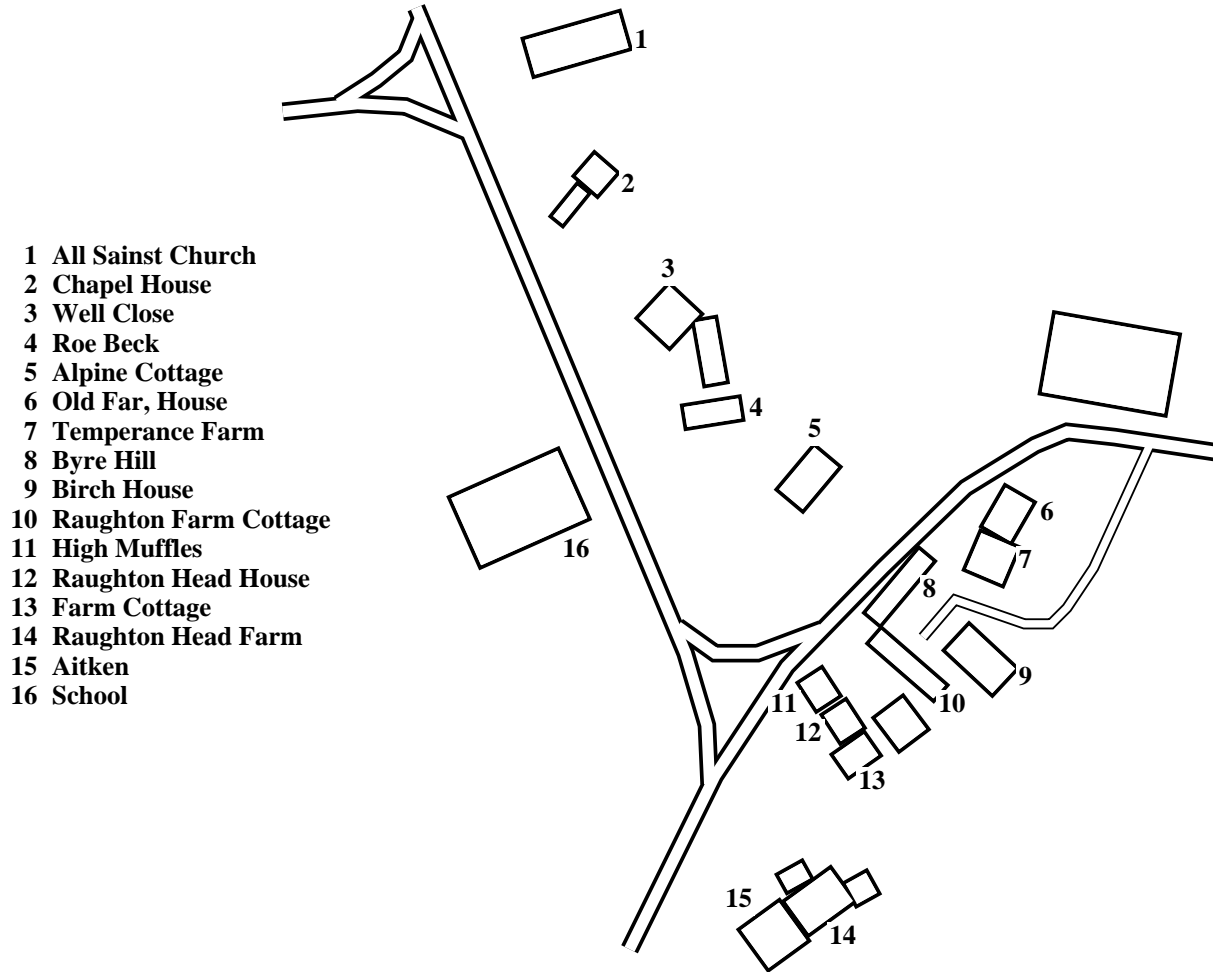 1 All Sainst Church
2 Chapel House
3 Well Close
4 Roe Beck
5 Alpine Cottage
6 Old Far, House
7 Temperance Farm
8 Byre Hill
9 Birch House
10 Raughton Farm Cottage
11 High Muffles
12 Raughton Head House
13 Farm Cottage
14 Raughton Head Farm
15 Aitken
16 School
1
2
3
4
5
6
7
8
9
10
11
12
13
14
15
16